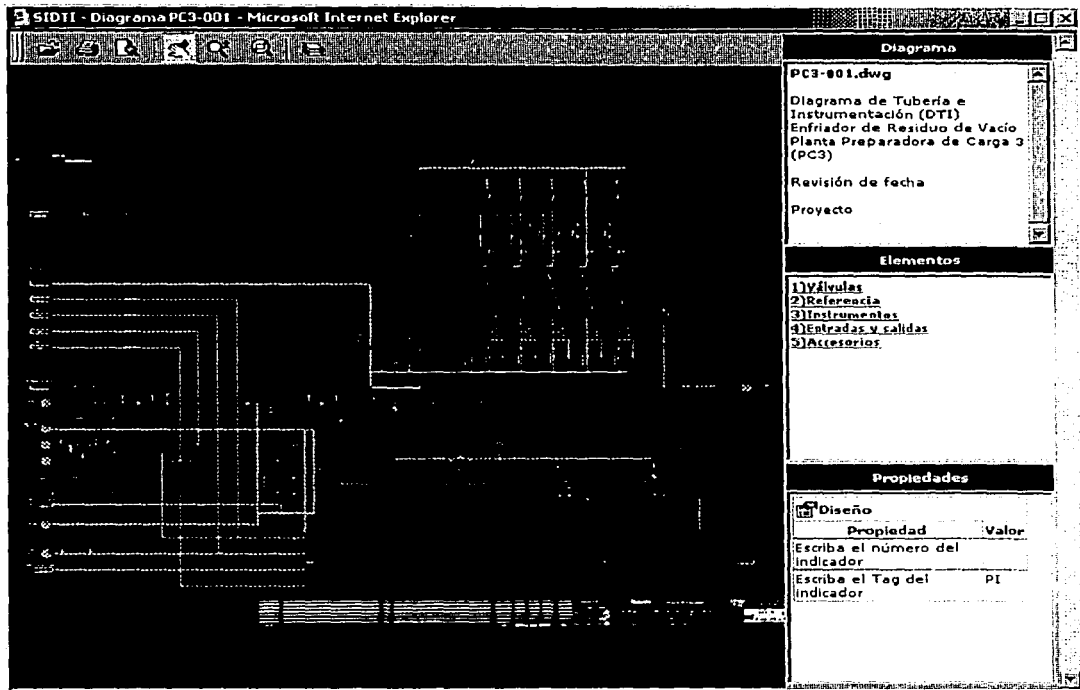 SIDTI - Diagrama PC3-001 - Microsoft Internet Explorer
Diagrama
PC3-001.dwg
Diagrama de Tubería e
Instrumentación (DTI)
Enfriador de Residuo de Vacío
Planta Preparadora de Carga 3
(PC3)
Revisión de fecha
Proyecto
Elementos
1)Válvulas
2)Referencia
3)Instrumentos
4)Entradas y salidas
5)Accesorios
Propiedades
Diseño
Propiedad Valor
Escriba el número del
indicador
Escriba el Tag del PI
indicador